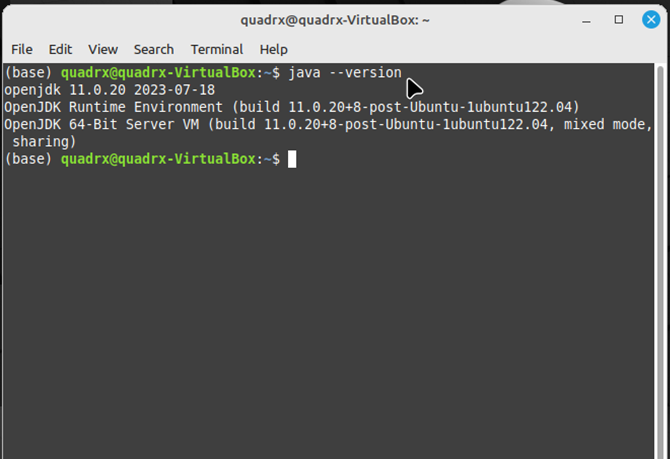 quadrx@quadrx-VirtualBox: ~
File Edit View Search Terminal Help
(base) quadrx@quadrx-VirtualBox:~$ java --version
openjdk 11.0.20 2023-07-18
OpenJDK Runtime Environment (build 11.0.20+8-post-Ubuntu-1ubuntu122.04)
OpenJDK 64-Bit Server VM (build 11.0.20+8-post-Ubuntu-1ubuntu122.04, mixed mode,
 sharing)
(base) quadrx@quadrx-VirtualBox:~$